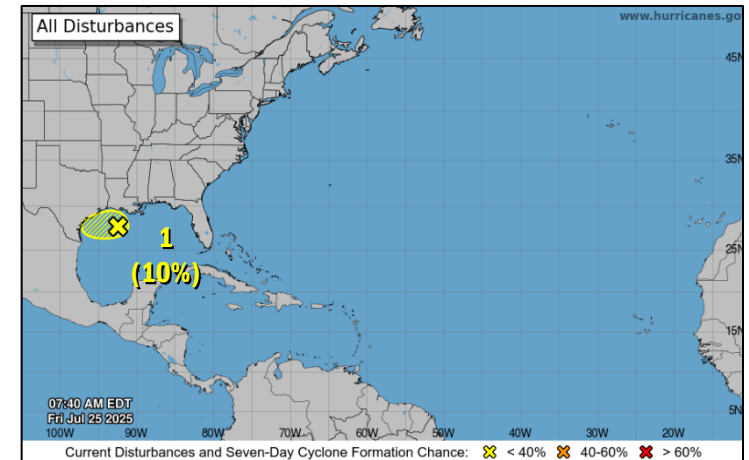 All Disturbances
www.hurricanes.go
45N
35N
25N
1
(10%)
15N
07:40 AM EDT
Fri Jul 25 2025
5N
100W 90W 80W 70W 60W 50W 40W 30W 20W
Current Disturbances and Seven-Day Cyclone Formation Chance: < 40% 40-60% > 60%